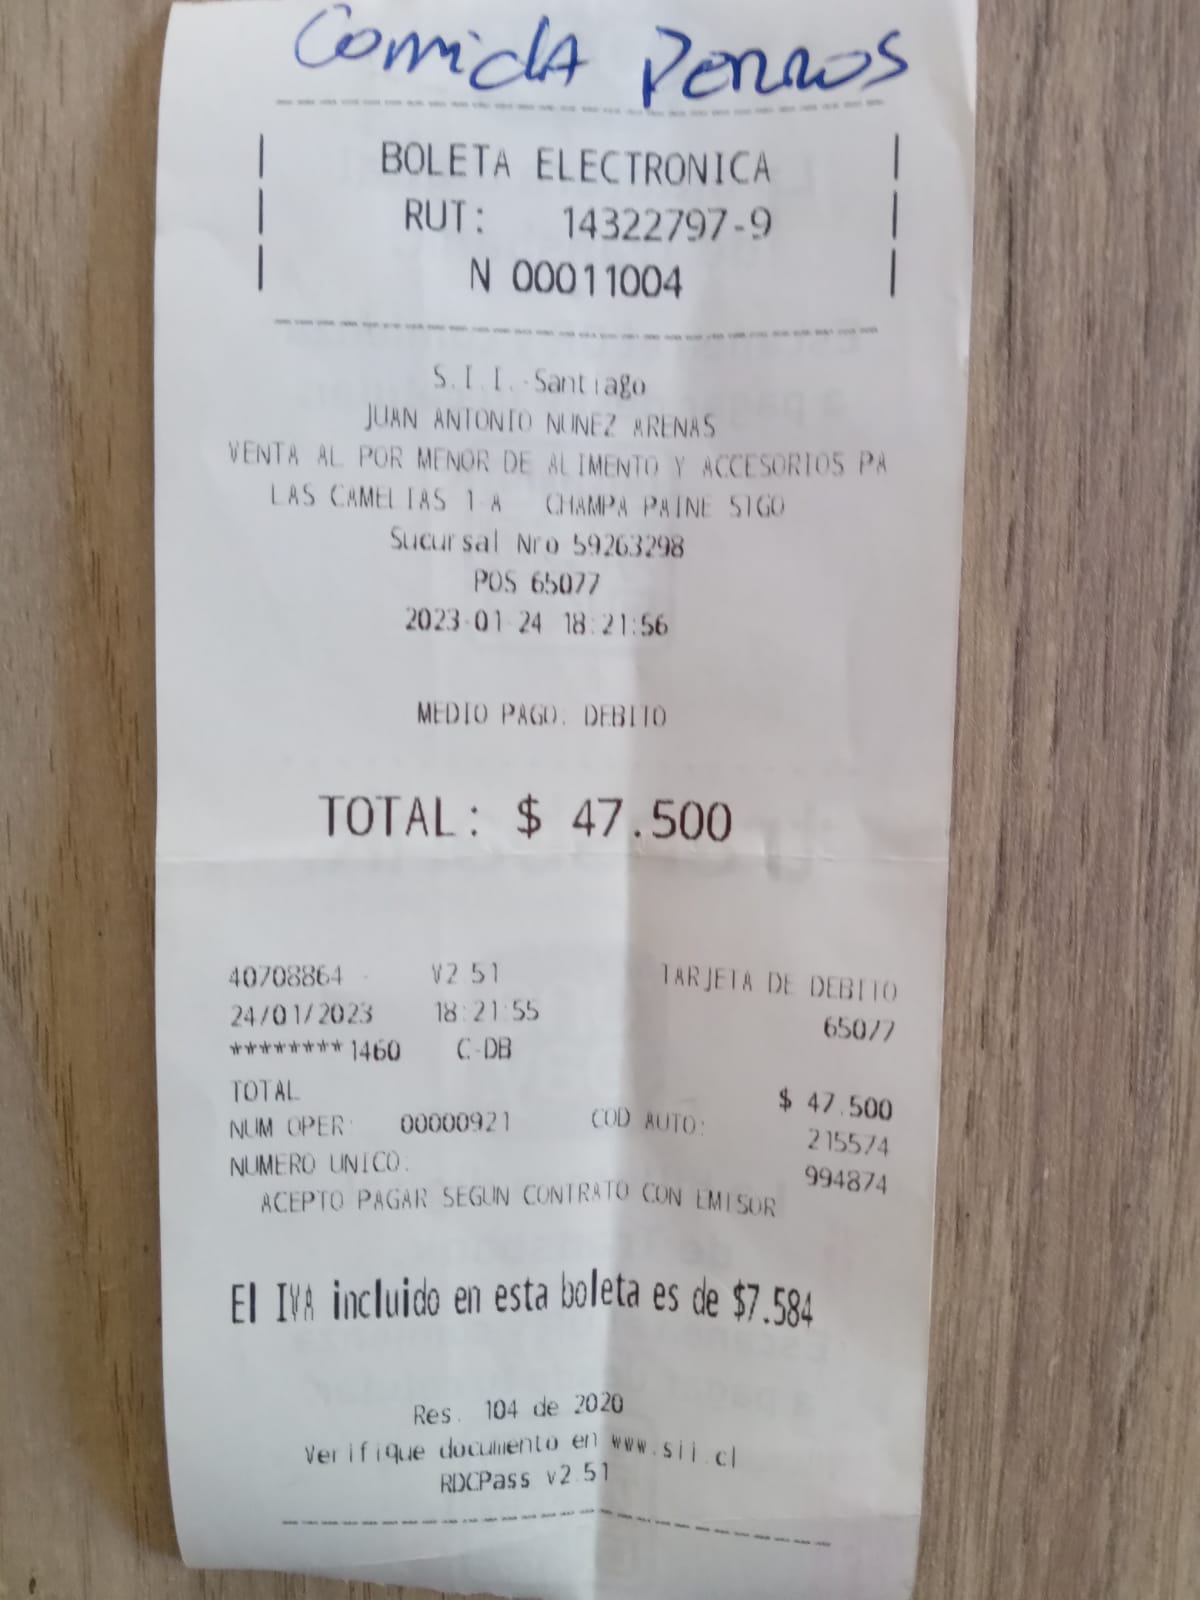 Comida Perros
BOLETA ELECTRONICA
RUT: 14322797-9
N 00011004
S.I.I.-Santiago
JUAN ANTONIO NUNEZ ARENAS
VENTA AL POR MENOR DE ALIMENTO Y ACCESORIOS PA
LAS CAMELIAS 1 A CHAMPA PAINE STGO
Sucursal Nro 59263298
POS 65077
2023-01-24 18:21:56
MEDIO PAGO: DEBITO
TOTAL: $ 47.500
40708864 - V2.51 TARJETA DE DEBITO
24/01/2023 18:21:55 65077
********1460 C-DB
TOTAL $ 47.500
NUM OPER: 00000921 COD AUTO: 215574
NUMERO UNICO: 994874
ACEPTO PAGAR SEGUN CONTRATO CON EMISOR
El IVA incluido en esta boleta es de $7.584
Res. 104 de 2020
Verifique documento en www.sii.cl
RDCPass v2.51